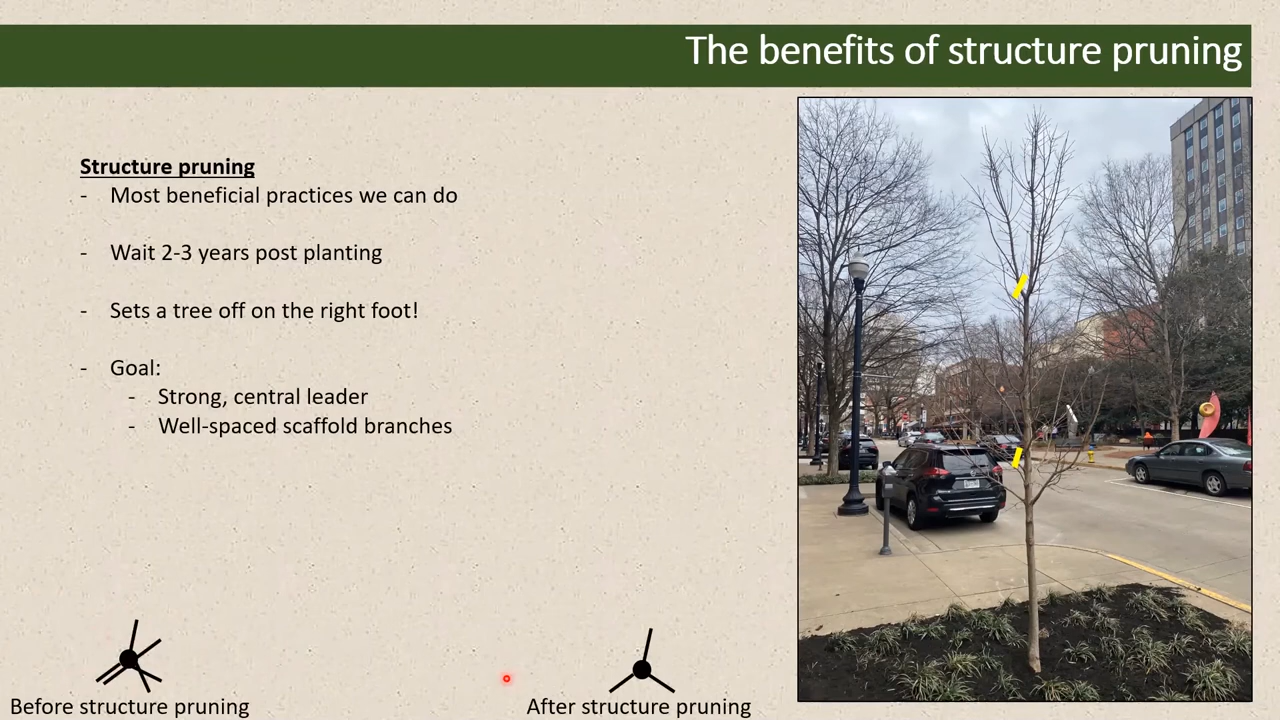 The benefits of structure pruning
Structure pruning
- Most beneficial practices we can do
- Wait 2-3 years post planting
- Sets a tree off on the right foot!
- Goal:
- Strong, central leader
- Well-spaced scaffold branches
Before structure pruning
After structure pruning